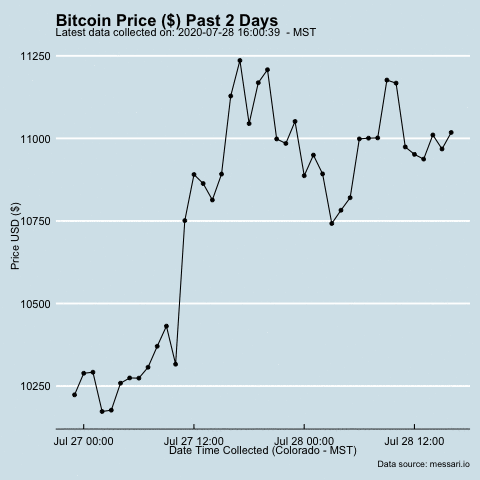 Bitcoin Price ($) Past 2 Days
Latest data collected on: 2020-07-28 16:00:39 - MST
11250
11000
10750
10500
10250
Price USD ($)
Jul 27 00:00 Jul 27 12:00 Jul 28 00:00 Jul 28 12:00
Date Time Collected (Colorado - MST)
Data source: messari.io